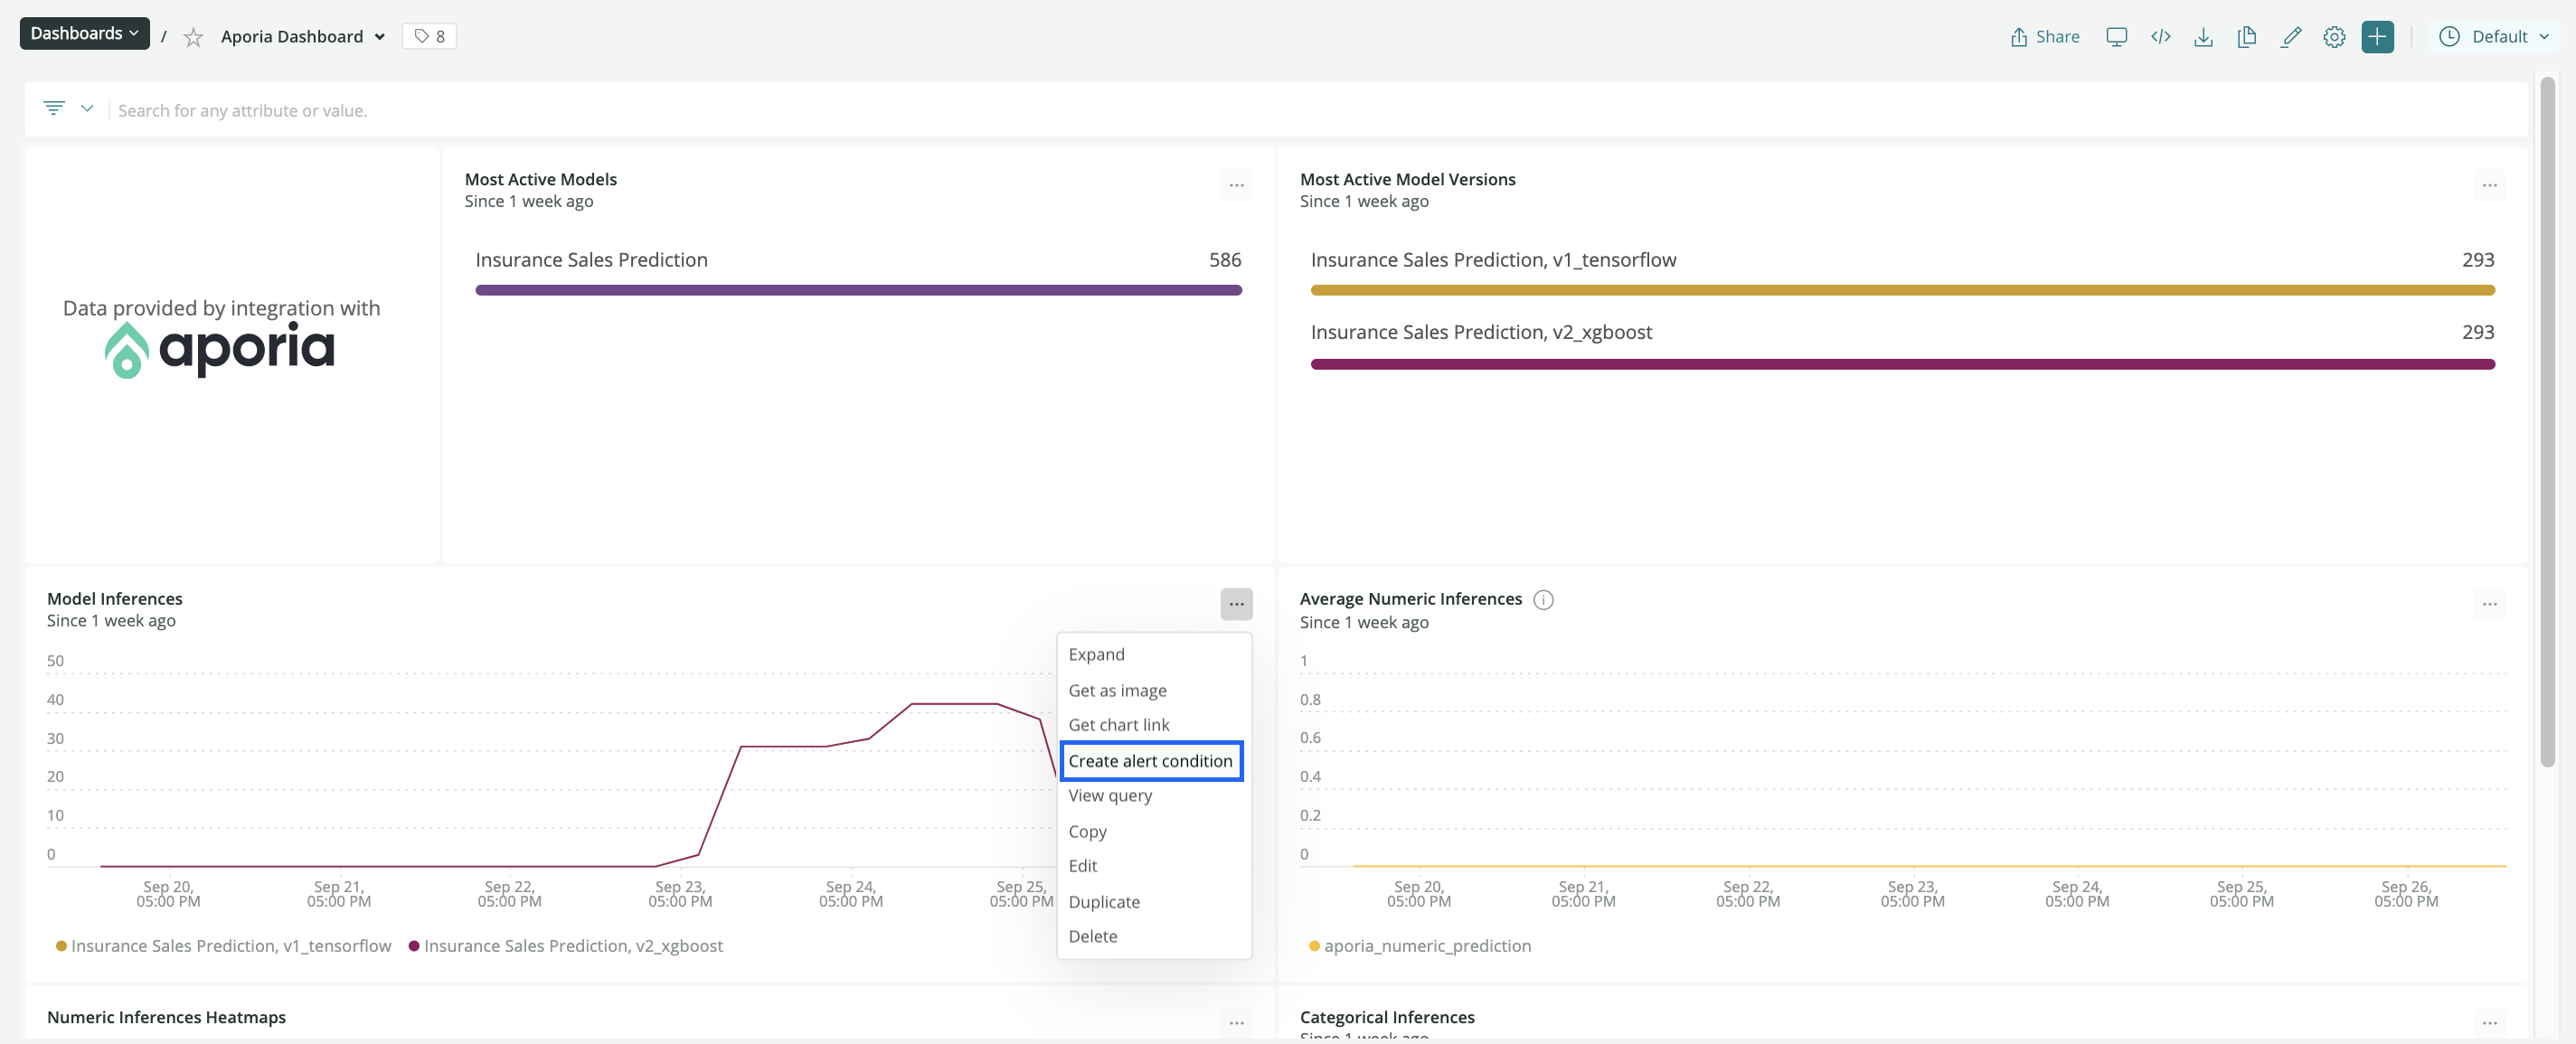 Dashboards / Aporia Dashboard 8 Share Default
Search for any attribute or value.
Data provided by integration with
aporia
Most Active Models
Since 1 week ago
Insurance Sales Prediction 586
Most Active Model Versions
Since 1 week ago
Insurance Sales Prediction, v1_tensorflow 293
Insurance Sales Prediction, v2_xgboost 293
Model Inferences
Since 1 week ago
50
40
30
20
10
0
Sep 20, 05:00 PM
Sep 21, 05:00 PM
Sep 22, 05:00 PM
Sep 23, 05:00 PM
Sep 24, 05:00 PM
Sep 25, 05:00 PM
Insurance Sales Prediction, v1_tensorflow Insurance Sales Prediction, v2_xgboost
Expand
Get as image
Get chart link
Create alert condition
View query
Copy
Edit
Duplicate
Delete
Average Numeric Inferences
Since 1 week ago
1
0.8
0.6
0.4
0.2
0
Sep 20, 05:00 PM
Sep 21, 05:00 PM
Sep 22, 05:00 PM
Sep 23, 05:00 PM
Sep 24, 05:00 PM
Sep 25, 05:00 PM
Sep 26, 05:00 PM
aporia_numeric_prediction
Numeric Inferences Heatmaps
Categorical Inferences
Since 1 week ago